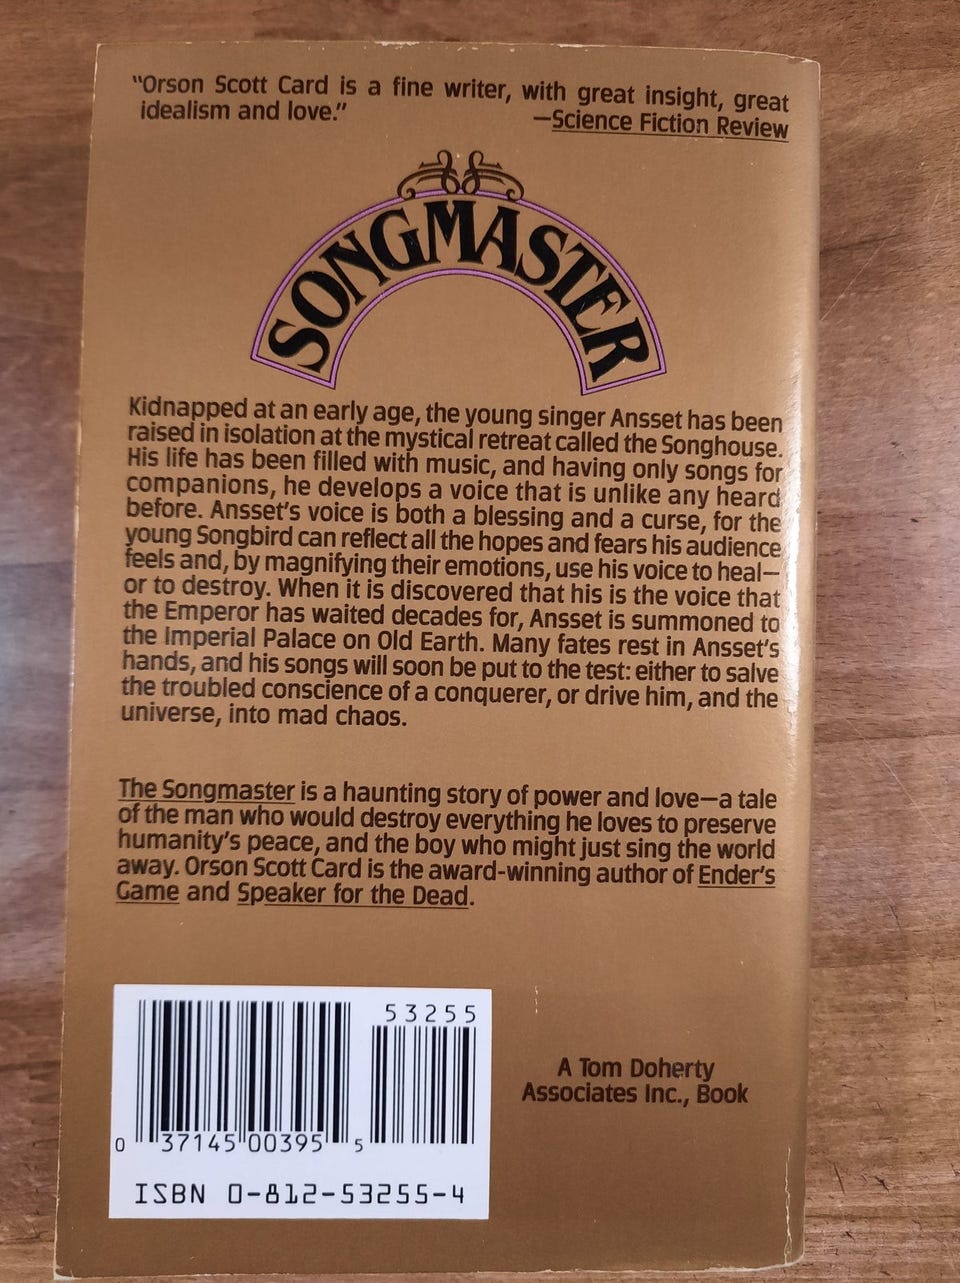 "Orson Scott Card is a fine writer, with great insight, great
idealism and love."
—Science Fiction Review
SONGMASTER
Kidnapped at an early age, the young singer Ansset has been
raised in isolation at the mystical retreat called the Songhouse.
His life has been filled with music, and having only songs for
companions, he develops a voice that is unlike any heard
before. Ansset's voice is both a blessing and a curse, for the
young Songbird can reflect all the hopes and fears his audience
feels and, by magnifying their emotions, use his voice to heal—
or to destroy. When it is discovered that his is the voice that
the Emperor has waited decades for, Ansset is summoned to
the Imperial Palace on Old Earth. Many fates rest in Ansset's
hands, and his songs will soon be put to the test: either to salve
the troubled conscience of a conquerer, or drive him, and the
universe, into mad chaos.
The Songmaster is a haunting story of power and love—a tale
of the man who would destroy everything he loves to preserve
humanity's peace, and the boy who might just sing the world
away. Orson Scott Card is the award-winning author of Ender's
Game and Speaker for the Dead.
53255
0 37145 00395 5
ISBN 0-812-53255-4
A Tom Doherty
Associates Inc., Book